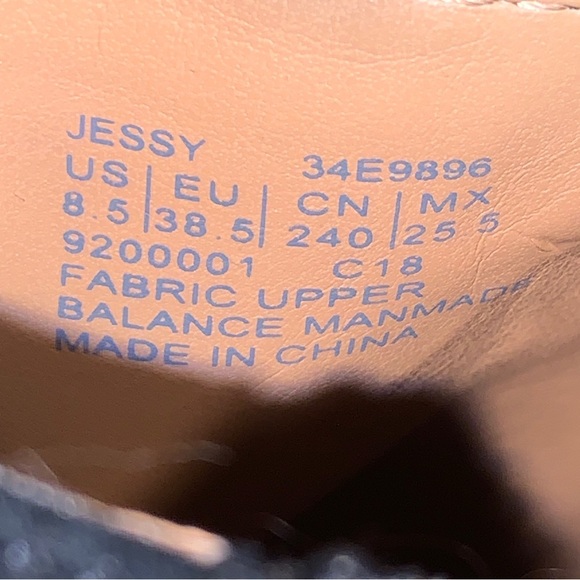 JESSY 34E9896
US | EU | CN | MX
8.5 | 38.5 | 240 | 25.5
9200001 C18
FABRIC UPPER
BALANCE MANMADE
MADE IN CHINA